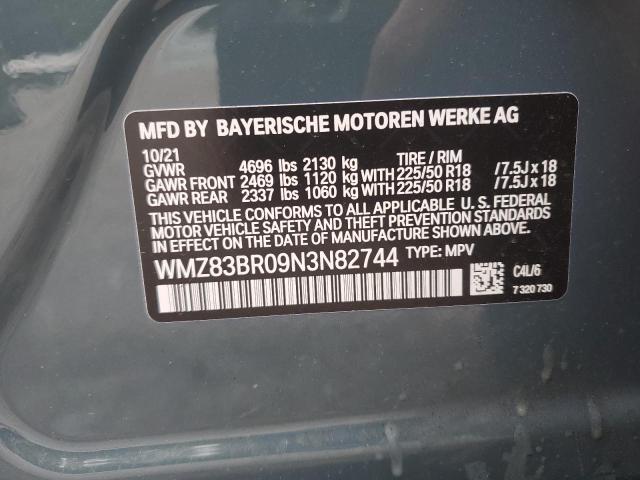 MFD BY BAYERISCHE MOTOREN WERKE AG
10/21 TIRE / RIM
GVWR 4696 lbs 2130 kg
GAWR FRONT 2469 lbs 1120 kg WITH 225/50 R18 /7.5J x 18
GAWR REAR 2337 lbs 1060 kg WITH 225/50 R18 /7.5J x 18
THIS VEHICLE CONFORMS TO ALL APPLICABLE U. S. FEDERAL
MOTOR VEHICLE SAFETY AND THEFT PREVENTION STANDARDS
IN EFFECT ON THE DATE OF MANUFACTURE SHOWN ABOVE.
WMZ83BR09N3N82744 TYPE: MPV
C4L/6
7 320 730